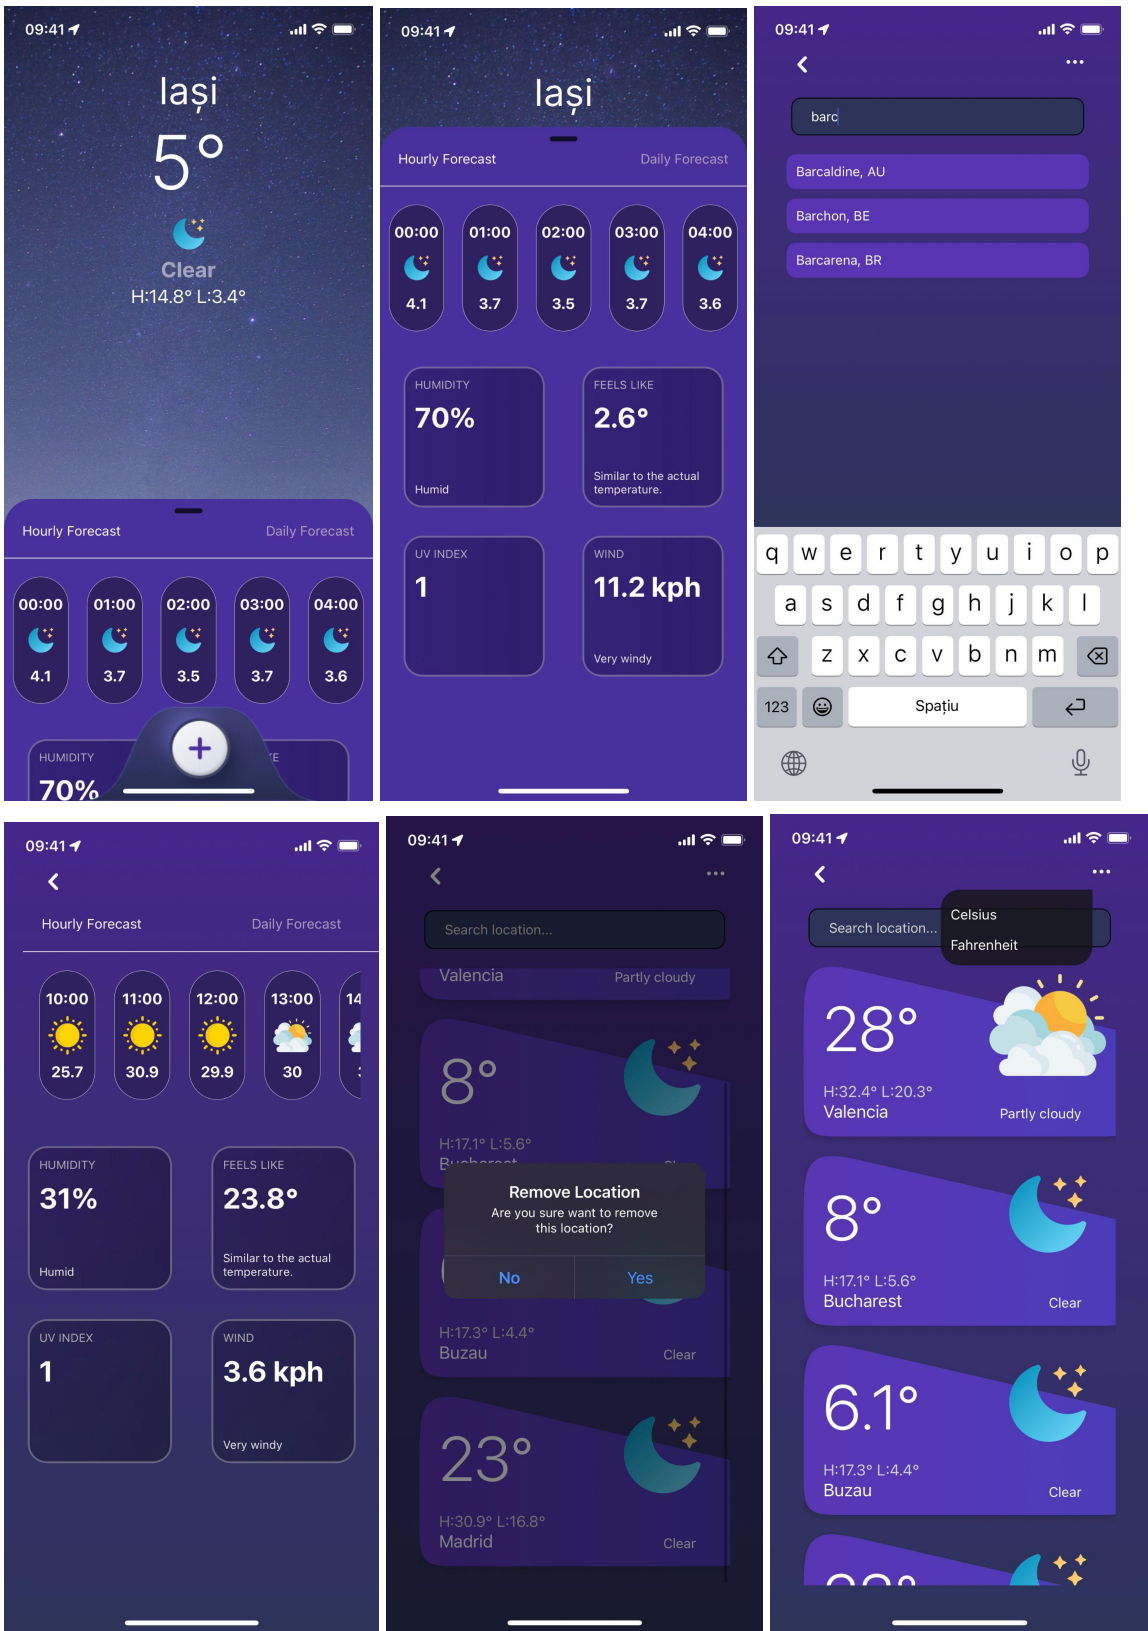 09:41
Iași
5°
Clear
H:14.8° L:3.4°
Hourly Forecast Daily Forecast
00:00 01:00 02:00 03:00 04:00
4.1 3.7 3.5 3.7 3.6
HUMIDITY
70%
E
09:41
Iași
Hourly Forecast Daily Forecast
00:00 01:00 02:00 03:00 04:00
4.1 3.7 3.5 3.7 3.6
HUMIDITY
70%
Humid
FEELS LIKE
2.6°
Similar to the actual
temperature.
UV INDEX
1
WIND
11.2 kph
Very windy
09:41
barc
Barcaldine, AU
Barchon, BE
Barcarena, BR
q w e r t y u i o p
a s d f g h j k l
z x c v b n m
123 Spațiu
09:41
Hourly Forecast Daily Forecast
10:00 11:00 12:00 13:00 14
25.7 30.9 29.9 30
HUMIDITY
31%
Humid
FEELS LIKE
23.8°
Similar to the actual
temperature.
UV INDEX
1
WIND
3.6 kph
Very windy
09:41
Search location...
Valencia Partly cloudy
8°
H:17.1° L:5.6°
Bucharest
Remove Location
Are you sure want to remove
this location?
No Yes
H:17.3° L:4.4°
Buzau Clear
23°
H:30.9° L:16.8°
Madrid Clear
09:41
Search location...
Celsius
Fahrenheit
28°
H:32.4° L:20.3°
Valencia Partly cloudy
8°
H:17.1° L:5.6°
Bucharest Clear
6.1°
H:17.3° L:4.4°
Buzau Clear